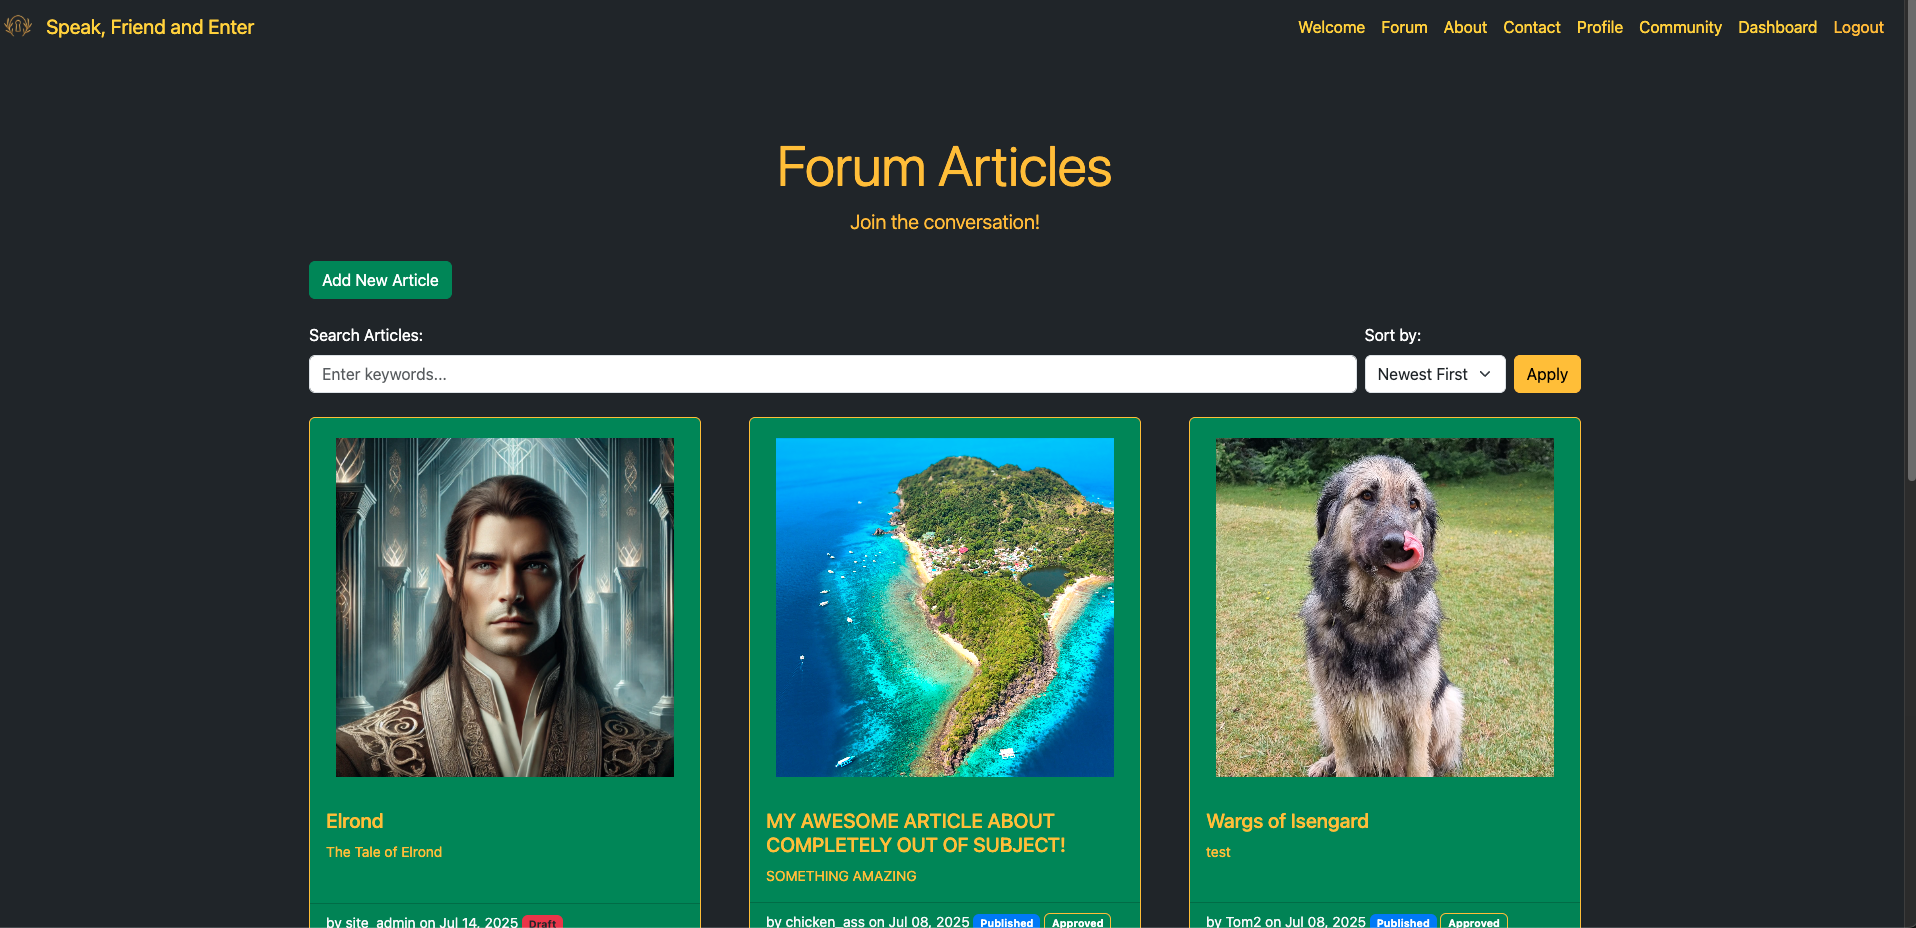 Speak, Friend and Enter
Welcome Forum About Contact Profile Community Dashboard Logout
Forum Articles
Join the conversation!
Add New Article
Search Articles:
Sort by:
Enter keywords...
Newest First
Apply
Elrond
The Tale of Elrond
by site_admin on Jul 14, 2025 Draft
MY AWESOME ARTICLE ABOUT
COMPLETELY OUT OF SUBJECT!
SOMETHING AMAZING
by chicken_ass on Jul 08, 2025 Published Approved
Wargs of Isengard
test
by Tom2 on Jul 08, 2025 Published Approved